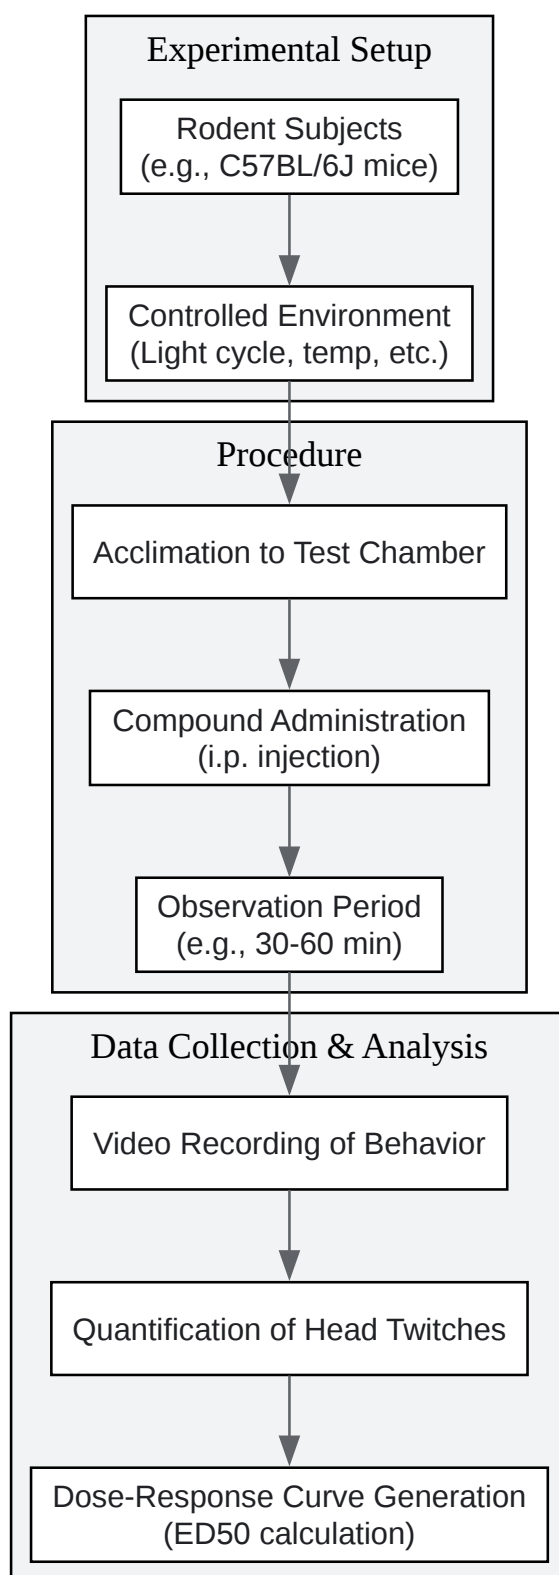 Experimental Setup
Rodent Subjects
(e.g., C57BL/6J mice)
Controlled Environment
(Light cycle, temp, etc.)
Procedure
Acclimation to Test Chamber
Compound Administration
(i.p. injection)
Observation Period
(e.g., 30-60 min)
Data Collection & Analysis
Video Recording of Behavior
Quantification of Head Twitches
Dose-Response Curve Generation
(ED50 calculation)